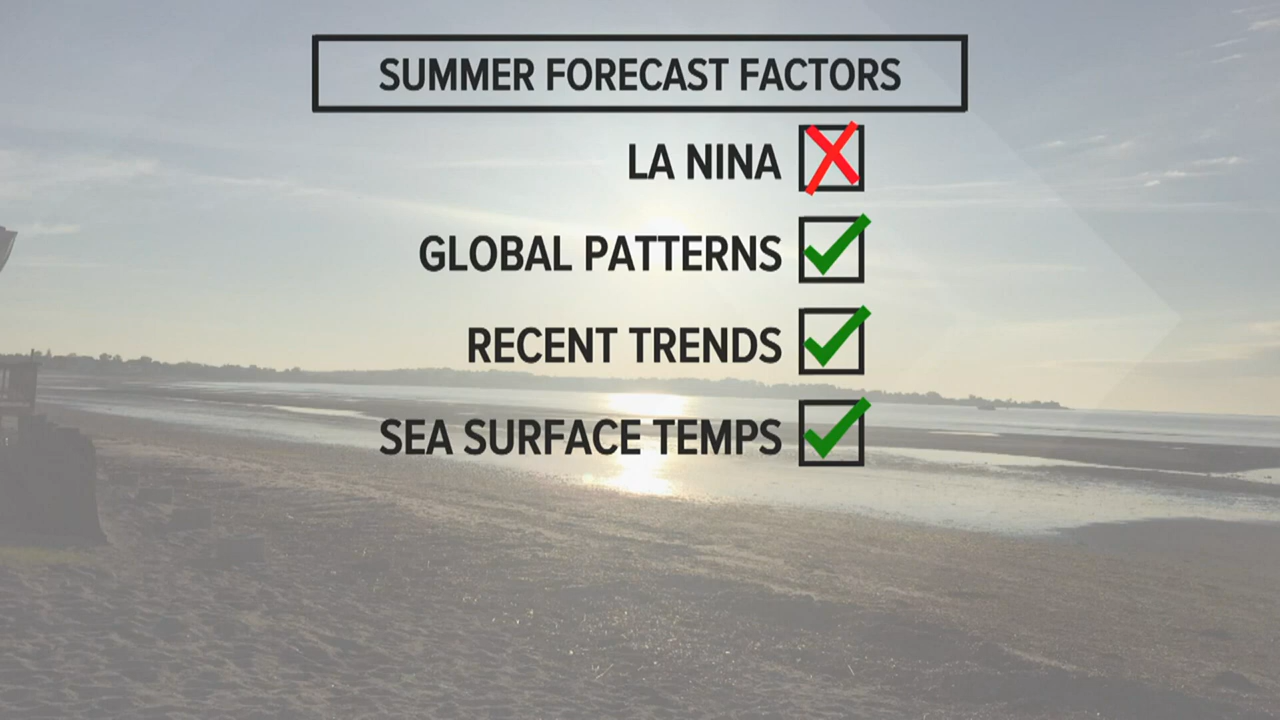 SUMMER FORECAST FACTORS
LA NINA
GLOBAL PATTERNS
RECENT TRENDS
SEA SURFACE TEMPS